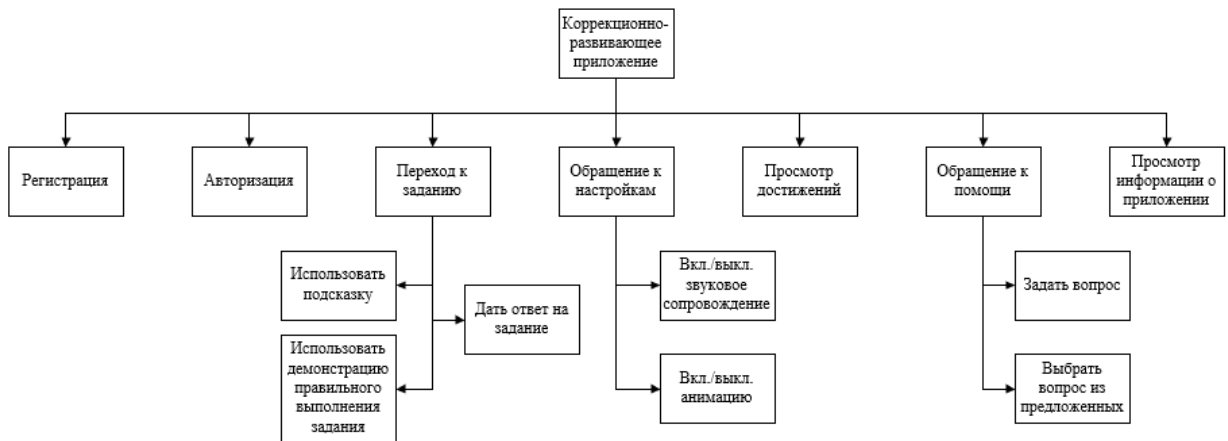 Коррекционно-
развивающее
приложение
Регистрация
Авторизация
Переход к
заданию
Обращение к
настройкам
Просмотр
достижений
Обращение к
помощи
Просмотр
информации о
приложении
Использовать
подсказку
Дать ответ на
задание
Использовать
демонстрацию
правильного
выполнения
задания
Вкл./выкл.
звуковое
сопровождение
Вкл./выкл.
анимацию
Задать вопрос
Выбрать
вопрос из
предложенных